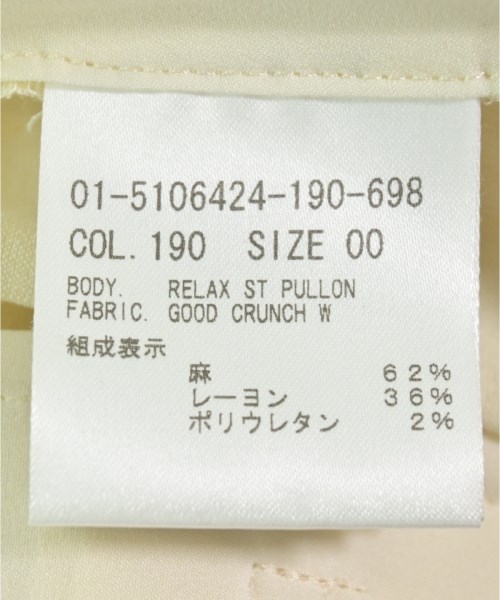 01-5106424-190-698
COL. 190 SIZE 00
BODY. RELAX ST PULLON
FABRIC. GOOD CRUNCH W
組成表示
麻 62%
レーヨン 36%
ポリウレタン 2%